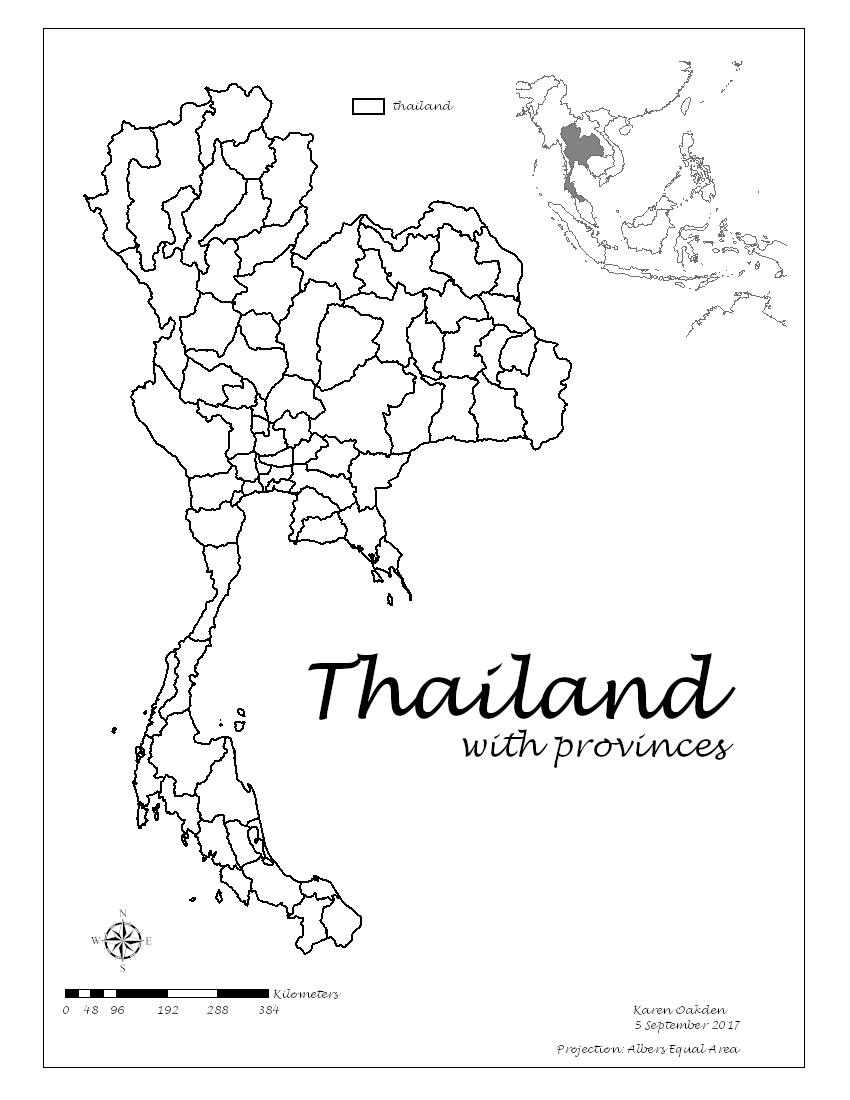 thailand
Thailand
with provinces
N
W E
S
Kilometers
0 48 96 192 288 384
Karen Oakden
5 September 2017
Projection: Albers Equal Area